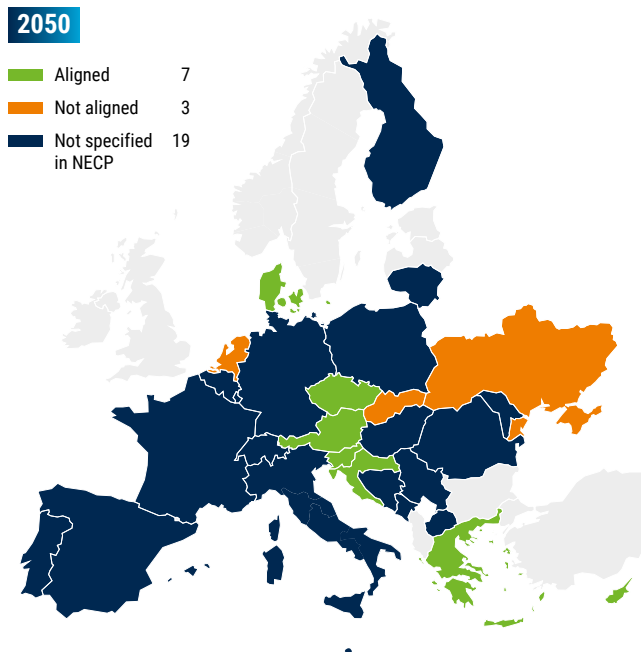 2050
Aligned 7
Not aligned 3
Not specified 19
in NECP